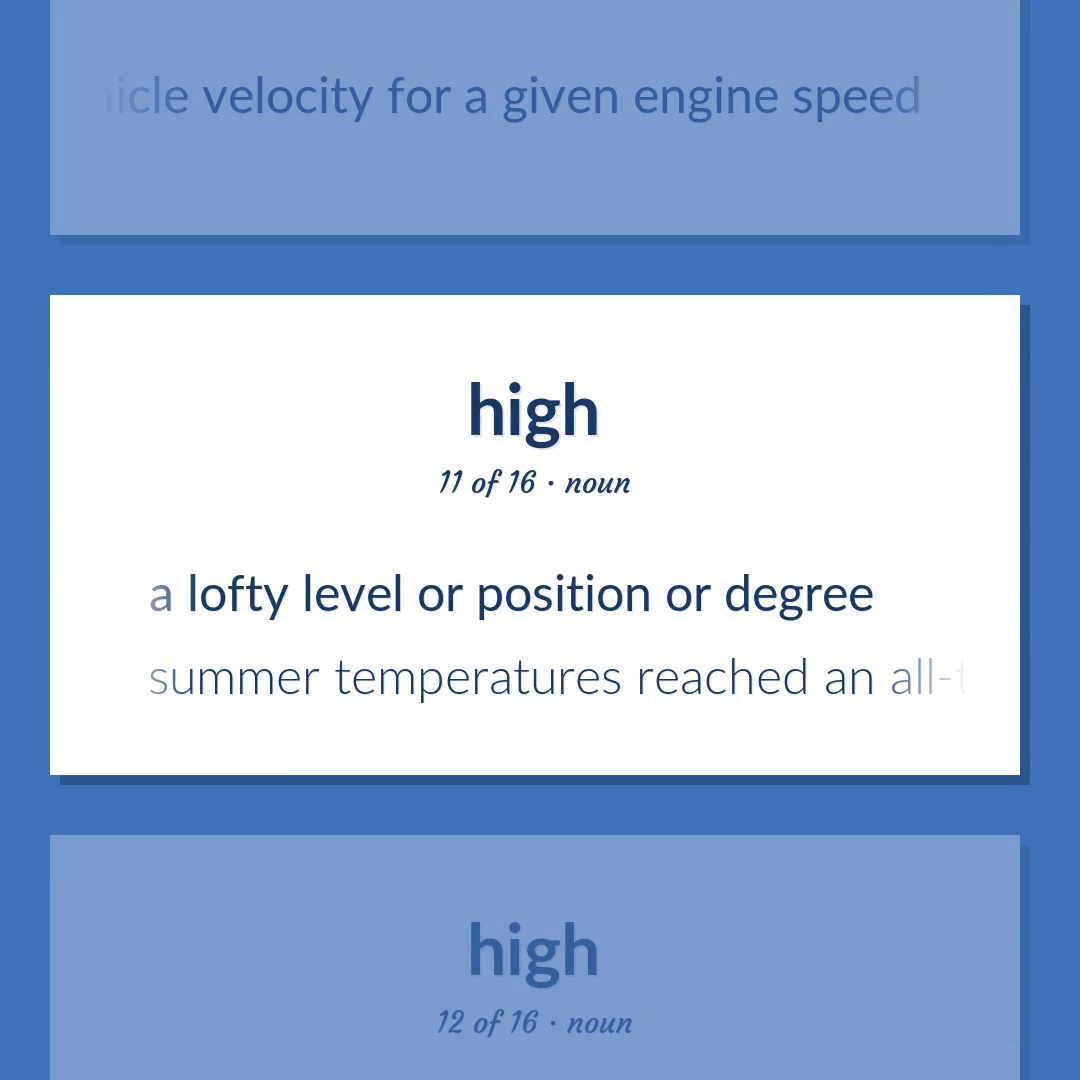 velocity for a given engine speed
high
11 of 16 · noun
a lofty level or position or degree
summer temperatures reached an all-t
high
12 of 16 · noun